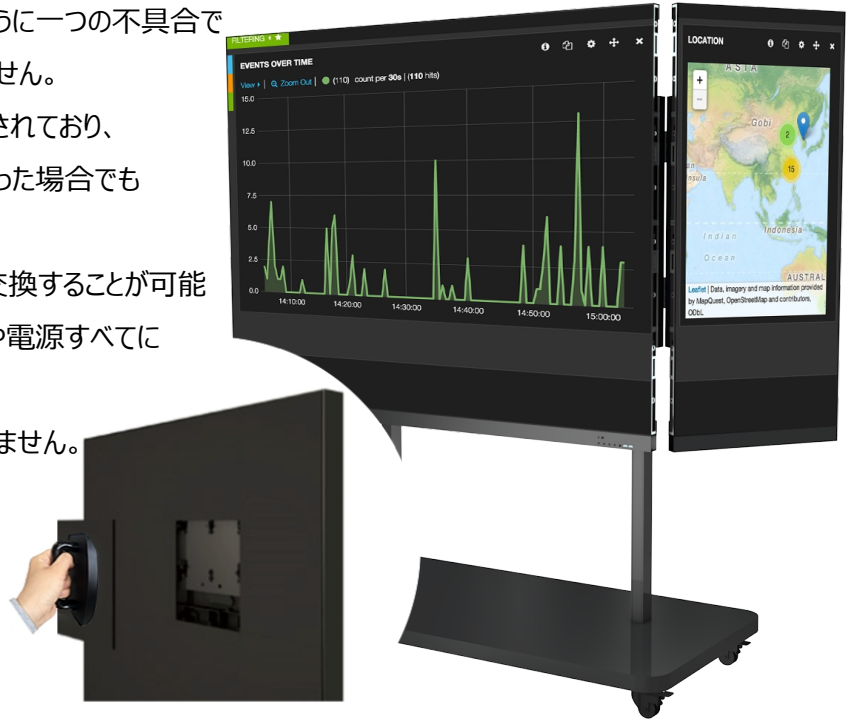 うに一つの不具合で
せん。
されており、
った場合でも
交換することが可能
や電源すべてに
ません。
FILTERING
EVENTS OVER TIME
View ▸ | Zoom Out | (110) count per 30s | (110 hits)
15.0
12.5
10.0
7.5
5.0
2.5
0.0
14:10:00
14:20:00
14:30:00
14:40:00
14:50:00
15:00:00
LOCATION
+
−
ASIA
Gobi
2
15
nsula
Indian
Ocean
Indonesia
AUSTRAL
Leaflet | Data, imagery and map information provided
by MapQuest, OpenStreetMap and contributors,
ODbL